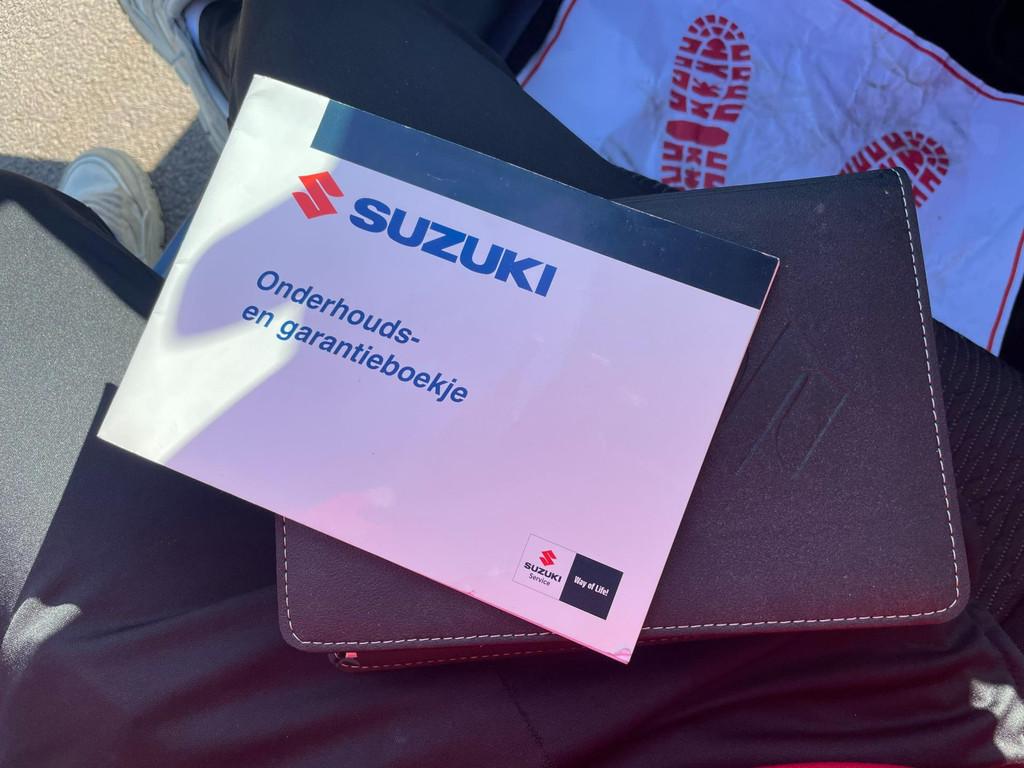 SUZUKI
Onderhouds-
en garantieboekje
SUZUKI
Service
Way of Life!